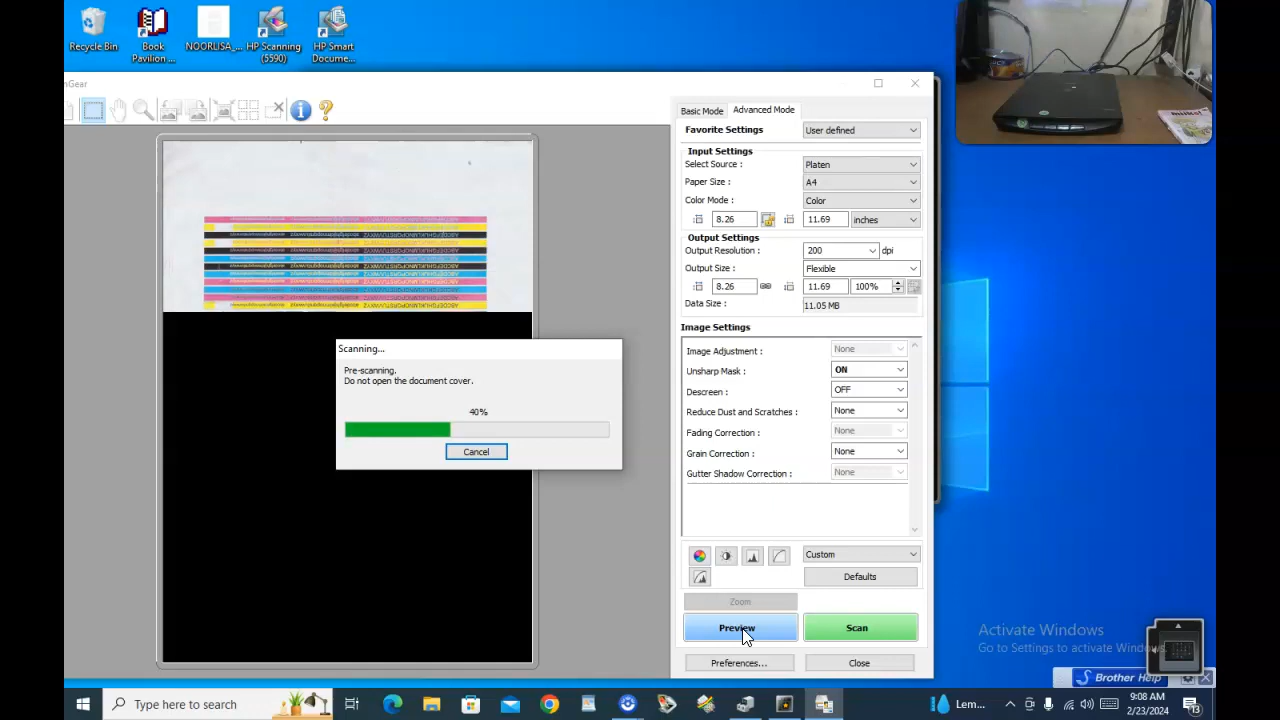 Recycle Bin
Book Pavilion ...
NOORLISA_...
HP Scanning (5590)
HP Smart Docume...
nGear
Basic Mode
Advanced Mode
Favorite Settings
User defined
Input Settings
Select Source :
Platen
Paper Size :
A4
Color Mode :
Color
8.26
11.69
inches
Output Settings
Output Resolution :
200
dpi
Output Size :
Flexible
8.26
11.69
100%
Data Size :
11.05 MB
Image Settings
Image Adjustment :
None
Unsharp Mask :
ON
Descreen :
OFF
Reduce Dust and Scratches :
None
Fading Correction :
None
Grain Correction :
None
Gutter Shadow Correction :
None
Custom
Defaults
Zoom
Preview
Scan
Preferences...
Close
Scanning...
Pre-scanning.
Do not open the document cover.
40%
Cancel
Activate Windows
Go to Settings to activate Windows.
Brother Help
Type here to search
Lem...
9:08 AM
2/23/2024
13